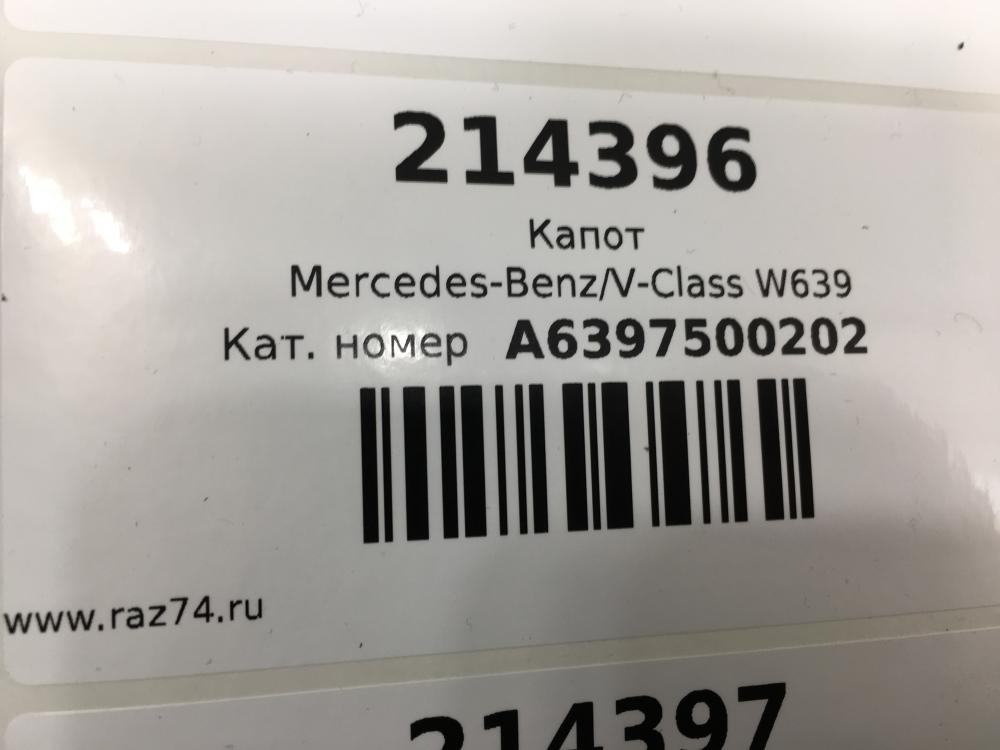 214396
Капот
Mercedes-Benz/V-Class W639
Кат. номер A6397500202
www.raz74.ru
214397